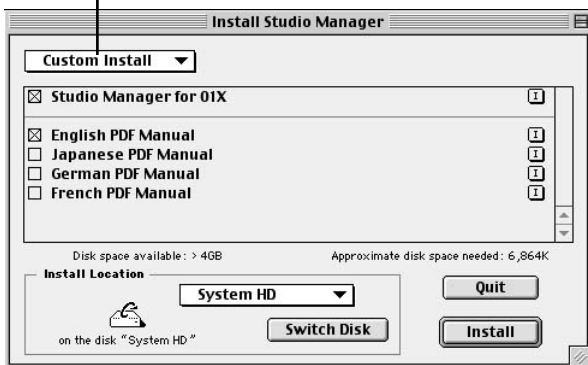 Install Studio Manager
Custom Install
Studio Manager for 01X
English PDF Manual
Japanese PDF Manual
German PDF Manual
French PDF Manual
Disk space available: > 4GB Approximate disk space needed: 6,864K
Install Location
System HD
Quit
on the disk "System HD"
Switch Disk
Install